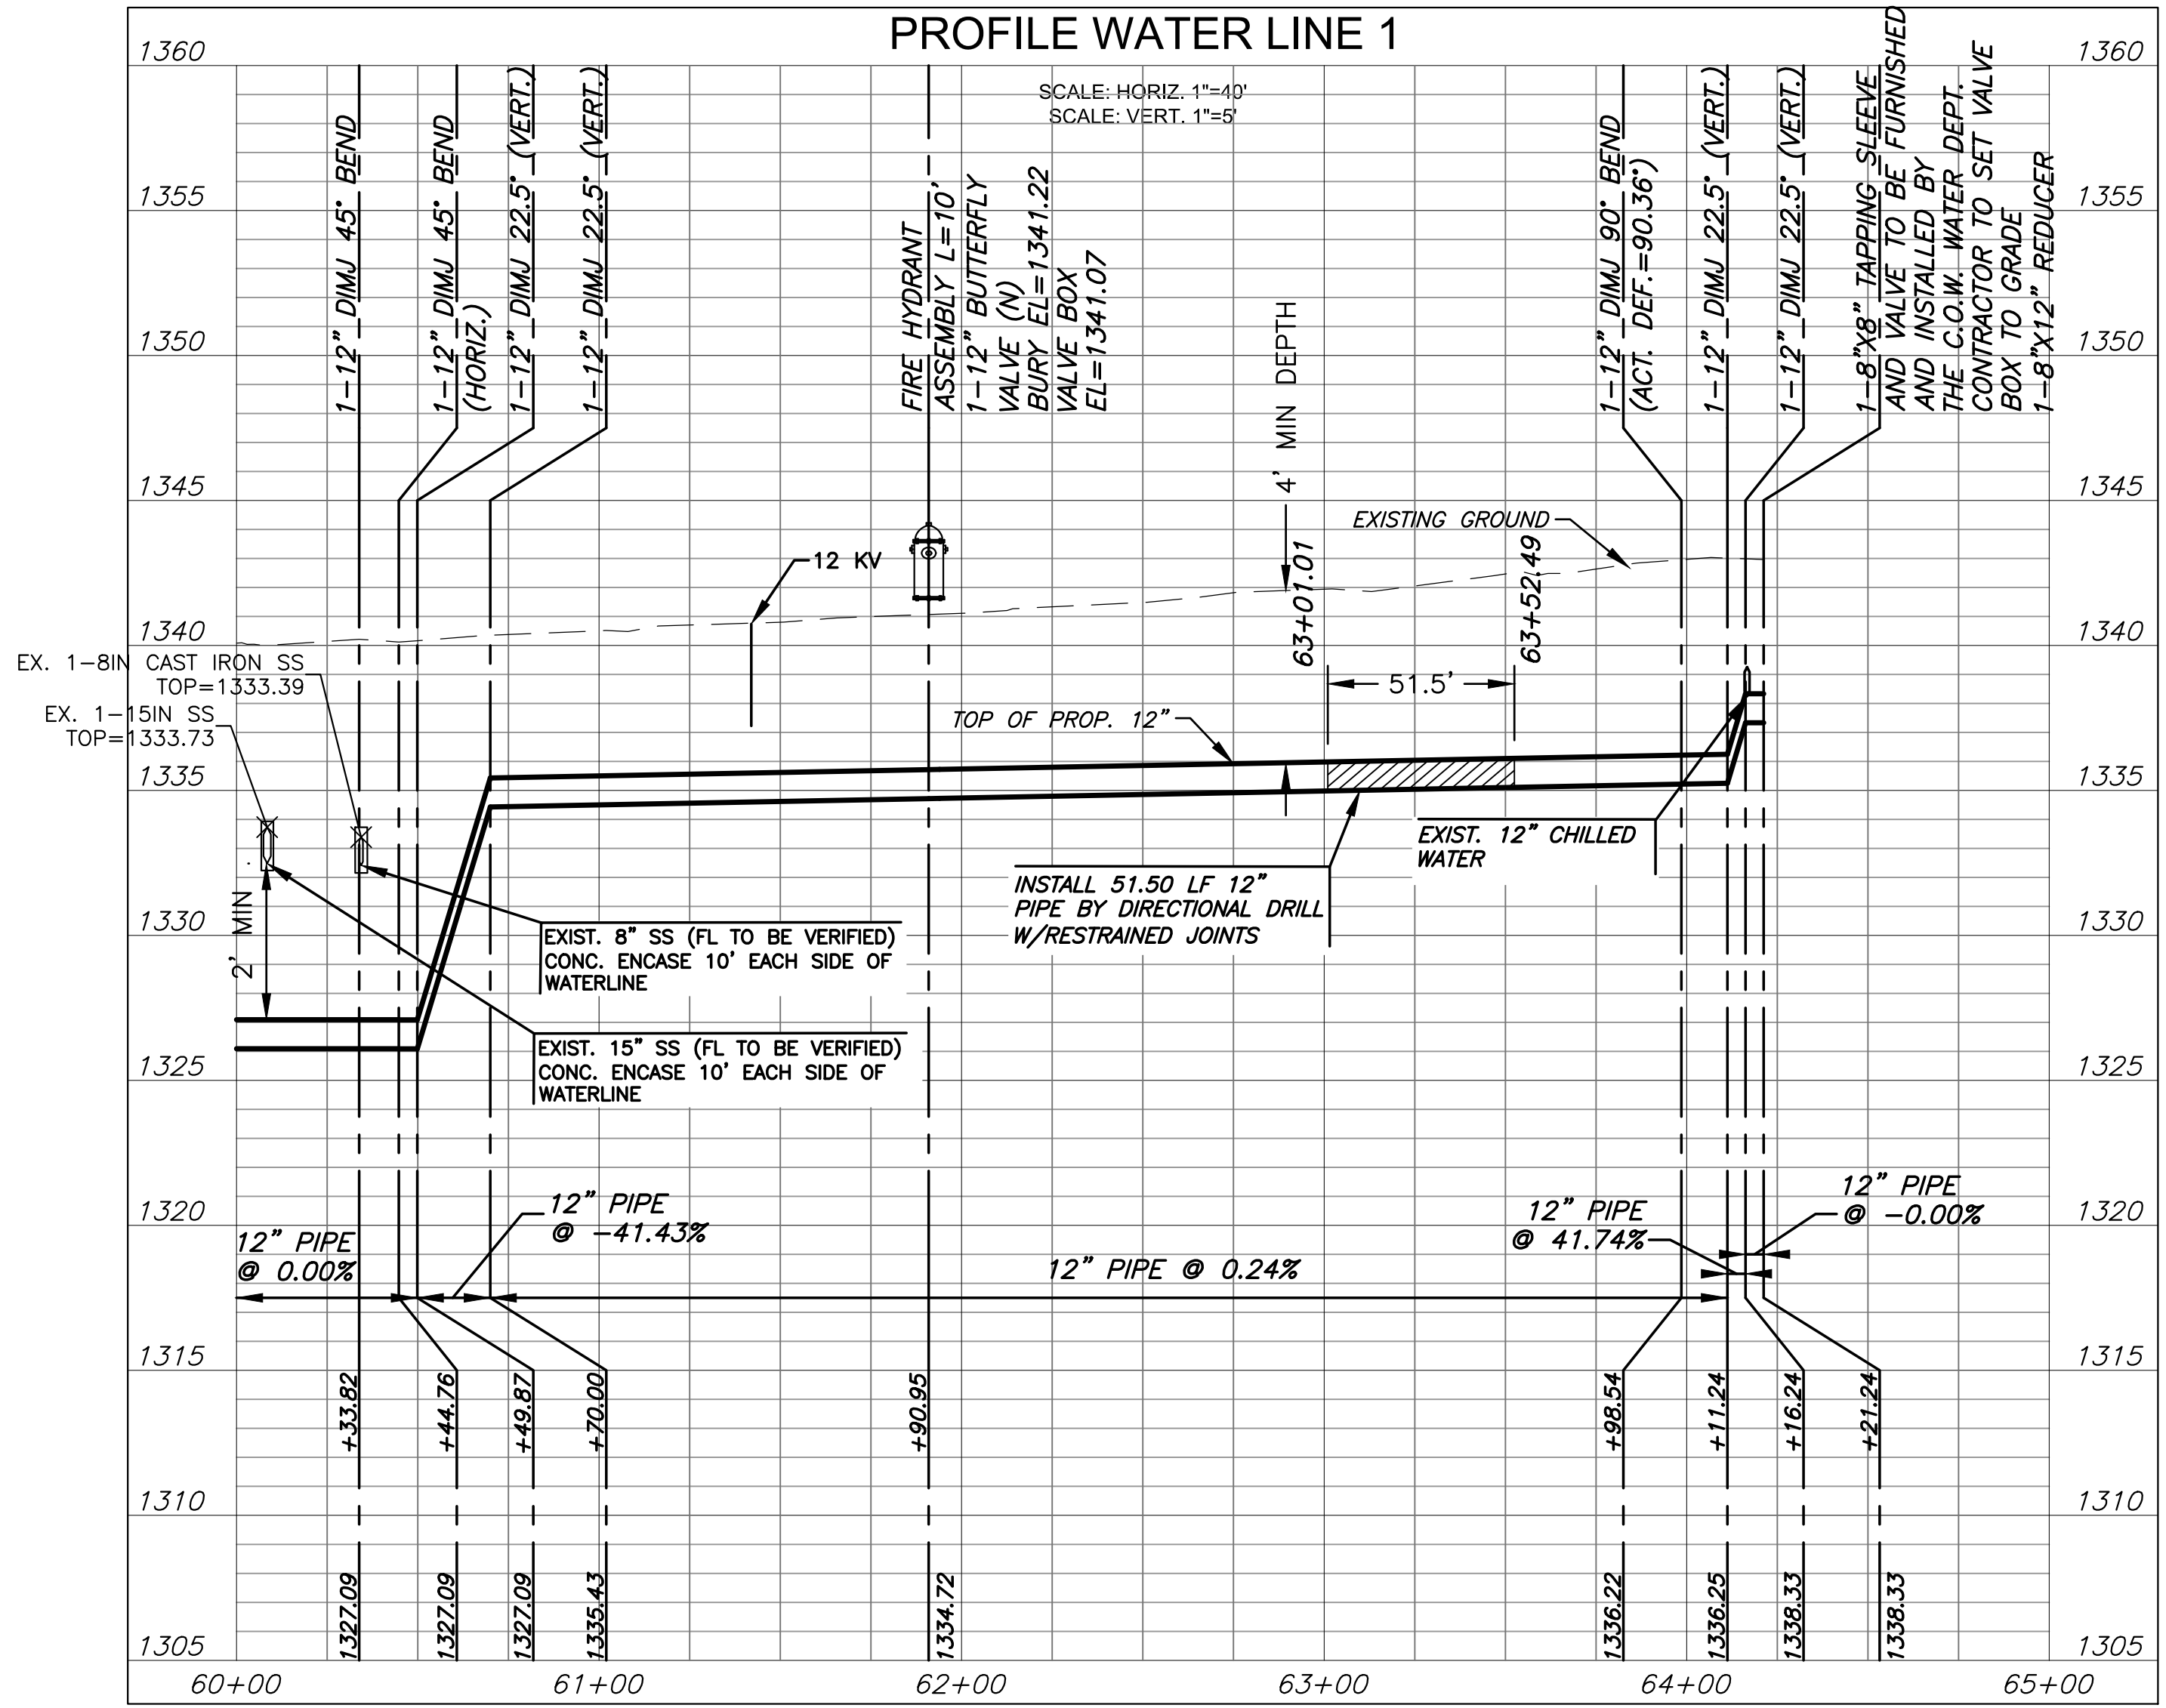 PROFILE WATER LINE 1
SCALE: HORIZ. 1"=40'
SCALE: VERT. 1"=5'
1360
1355
1350
1345
1340
1335
1330
1325
1320
1315
1310
1305
1360
1355
1350
1345
1340
1335
1330
1325
1320
1315
1310
1305
1-12" DIMJ 45° BEND
1-12" DIMJ 45° BEND
(HORIZ.)
1-12" DIMJ 22.5° (VERT.)
1-12" DIMJ 22.5° (VERT.)
FIRE HYDRANT
ASSEMBLY L=10'
1-12" BUTTERFLY
VALVE (N)
BURY EL=1341.22
VALVE BOX
EL=1341.07
4' MIN DEPTH
1-12" DIMJ 90° BEND
(ACT. DEF.=90.36°)
1-12" DIMJ 22.5° (VERT.)
1-12" DIMJ 22.5° (VERT.)
1-8"X8" TAPPING SLEEVE
AND VALVE TO BE FURNISHED
AND INSTALLED BY
THE C.O.W. WATER DEPT.
CONTRACTOR TO SET VALVE
BOX TO GRADE
1-8"X12" REDUCER
EXISTING GROUND
12 KV
63+01.01
63+52.49
51.5'
EX. 1-8IN CAST IRON SS
TOP=1333.39
EX. 1-15IN SS
TOP=1333.73
TOP OF PROP. 12"
2' MIN
EXIST. 12" CHILLED
WATER
INSTALL 51.50 LF 12"
PIPE BY DIRECTIONAL DRILL
W/RESTRAINED JOINTS
EXIST. 8" SS (FL TO BE VERIFIED)
CONC. ENCASE 10' EACH SIDE OF
WATERLINE
EXIST. 15" SS (FL TO BE VERIFIED)
CONC. ENCASE 10' EACH SIDE OF
WATERLINE
12" PIPE
@ 0.00%
12" PIPE
@ -41.43%
12" PIPE @ 0.24%
12" PIPE
@ 41.74%
12" PIPE
@ -0.00%
+33.82
+44.76
+49.87
+70.00
+90.95
+98.54
+11.24
+16.24
+21.24
1327.09
1327.09
1327.09
1335.43
1334.72
1336.22
1336.25
1338.33
1338.33
60+00
61+00
62+00
63+00
64+00
65+00